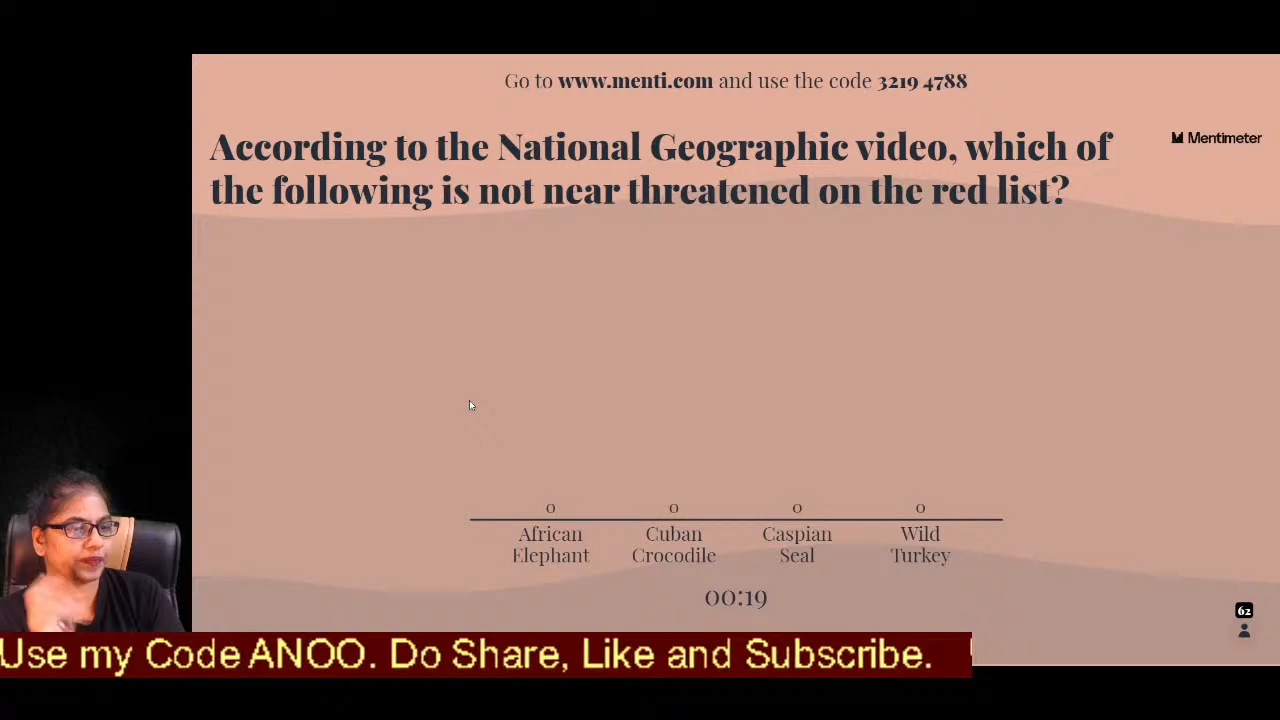 Go to www.menti.com and use the code 3219 4788
According to the National Geographic video, which of
the following is not near threatened on the red list?
Mentimeter
0 0 0 0
African Cuban Caspian Wild
Elephant Crocodile Seal Turkey
00:19
62
Use my Code ANOO. Do Share, Like and Subscribe.